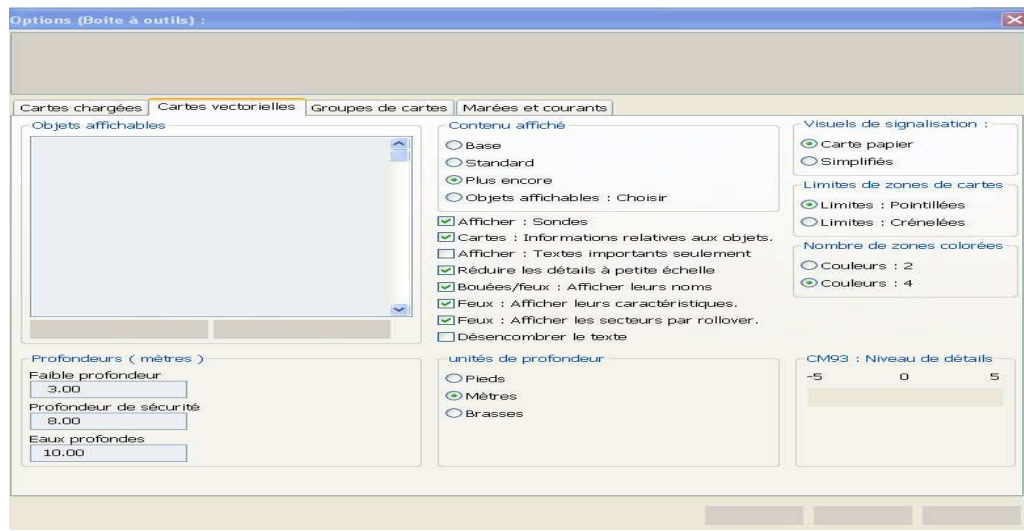 Options (Boite à outils) :
Cartes chargées
Cartes vectorielles
Groupes de cartes
Marées et courants
Objets affichables
Contenu affiché
Base
Standard
Plus encore
Objets affichables : Choisir
Afficher : Sondes
Cartes : Informations relatives aux objets.
Afficher : Textes importants seulement
Réduire les détails à petite échelle
Bouées/feux : Afficher leurs noms
Feux : Afficher leurs caractéristiques.
Feux : Afficher les secteurs par rollover.
Désencombrer le texte
Visuels de signalisation :
Carte papier
Simplifiés
Limites de zones de cartes
Limites : Pointillées
Limites : Crénelées
Nombre de zones colorées
Couleurs : 2
Couleurs : 4
Profondeurs ( mètres )
Faible profondeur
3.00
Profondeur de sécurité
8.00
Eaux profondes
10.00
unités de profondeur
Pieds
Mètres
Brasses
CM93 : Niveau de détails
-5 0 5